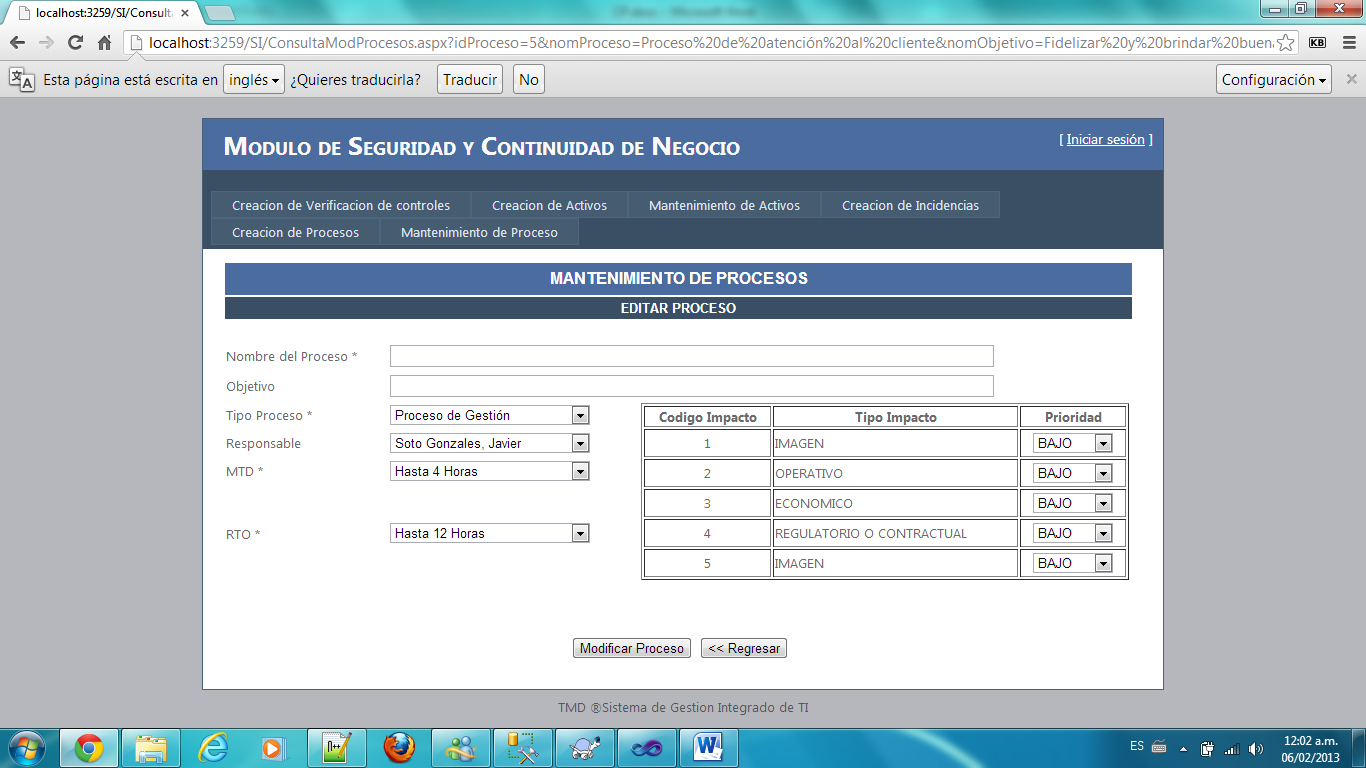 localhost:3259/SI/Consulta
localhost:3259/SI/ConsultaModProcesos.aspx?idProceso=5&nomProceso=Proceso%20de%20atención%20al%20cliente&nomObjetivo=Fidelizar%20y%20brindar%20buen
KB
Esta página está escrita en inglés ¿Quieres traducirla? Traducir No Configuración
MODULO DE SEGURIDAD Y CONTINUIDAD DE NEGOCIO
[ Iniciar sesión ]
Creacion de Verificacion de controles Creacion de Activos Mantenimiento de Activos Creacion de Incidencias
Creacion de Procesos Mantenimiento de Proceso
MANTENIMIENTO DE PROCESOS
EDITAR PROCESO
Nombre del Proceso *
Objetivo
Tipo Proceso * Proceso de Gestión
Responsable Soto Gonzales, Javier
MTD * Hasta 4 Horas
RTO * Hasta 12 Horas
Codigo Impacto Tipo Impacto Prioridad
1 IMAGEN BAJO
2 OPERATIVO BAJO
3 ECONOMICO BAJO
4 REGULATORIO O CONTRACTUAL BAJO
5 IMAGEN BAJO
Modificar Proceso << Regresar
TMD ®Sistema de Gestion Integrado de TI
ES
12:02 a.m.
06/02/2013